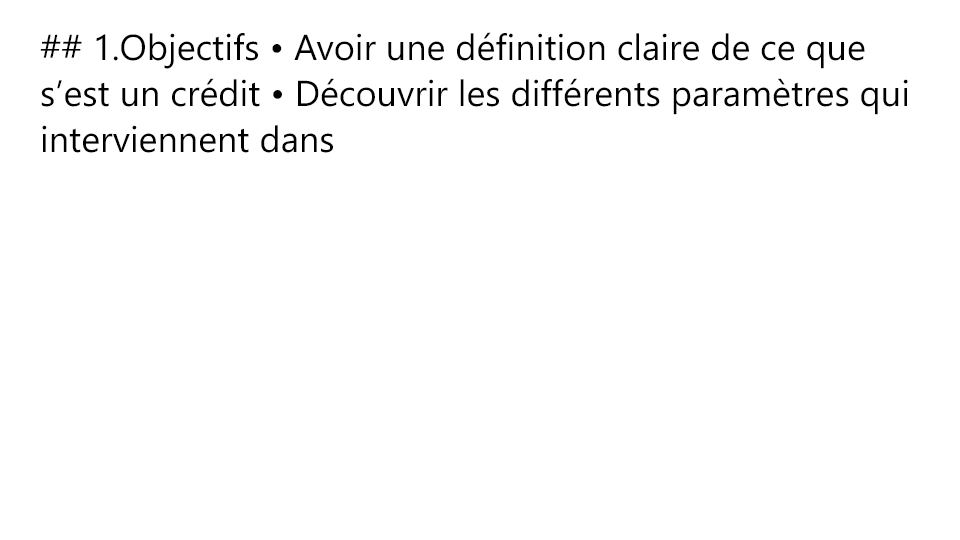 ## 1.Objectifs • Avoir une définition claire de ce que
s’est un crédit • Découvrir les différents paramètres qui
interviennent dans